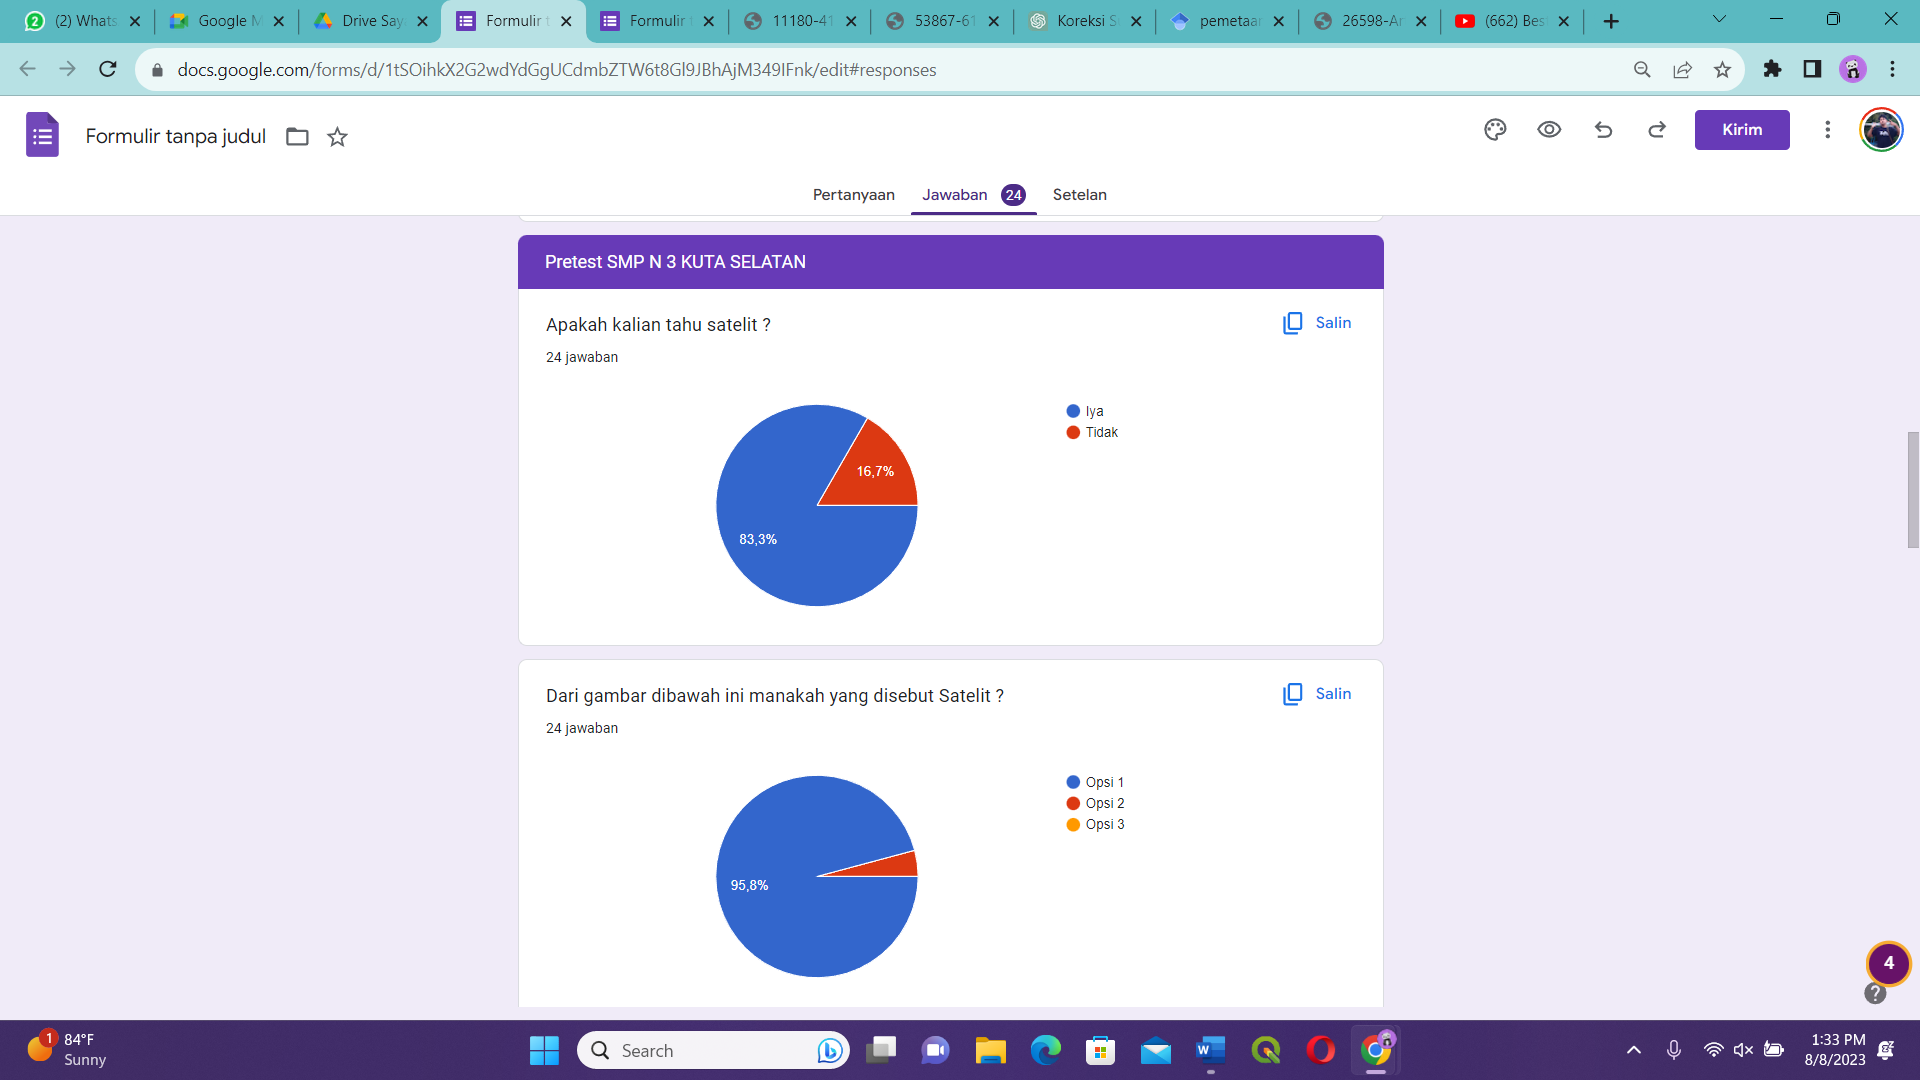 (2) Whats
Google M
Drive Say
Formulir t
Formulir t
11180-41
53867-61
Koreksi S
pemetaan
26598-Ar
(662) Bes
docs.google.com/forms/d/1tSOihkX2G2wdYdGgUCdmbZTW6t8Gl9JBhAjM349IFnk/edit#responses
Formulir tanpa judul
Kirim
Pertanyaan
Jawaban 24
Setelan
Pretest SMP N 3 KUTA SELATAN
Apakah kalian tahu satelit ?
Salin
24 jawaban
Iya
Tidak
16,7%
83,3%
Dari gambar dibawah ini manakah yang disebut Satelit ?
Salin
24 jawaban
Opsi 1
Opsi 2
Opsi 3
95,8%
4
1
84°F
Sunny
Search
1:33 PM
8/8/2023